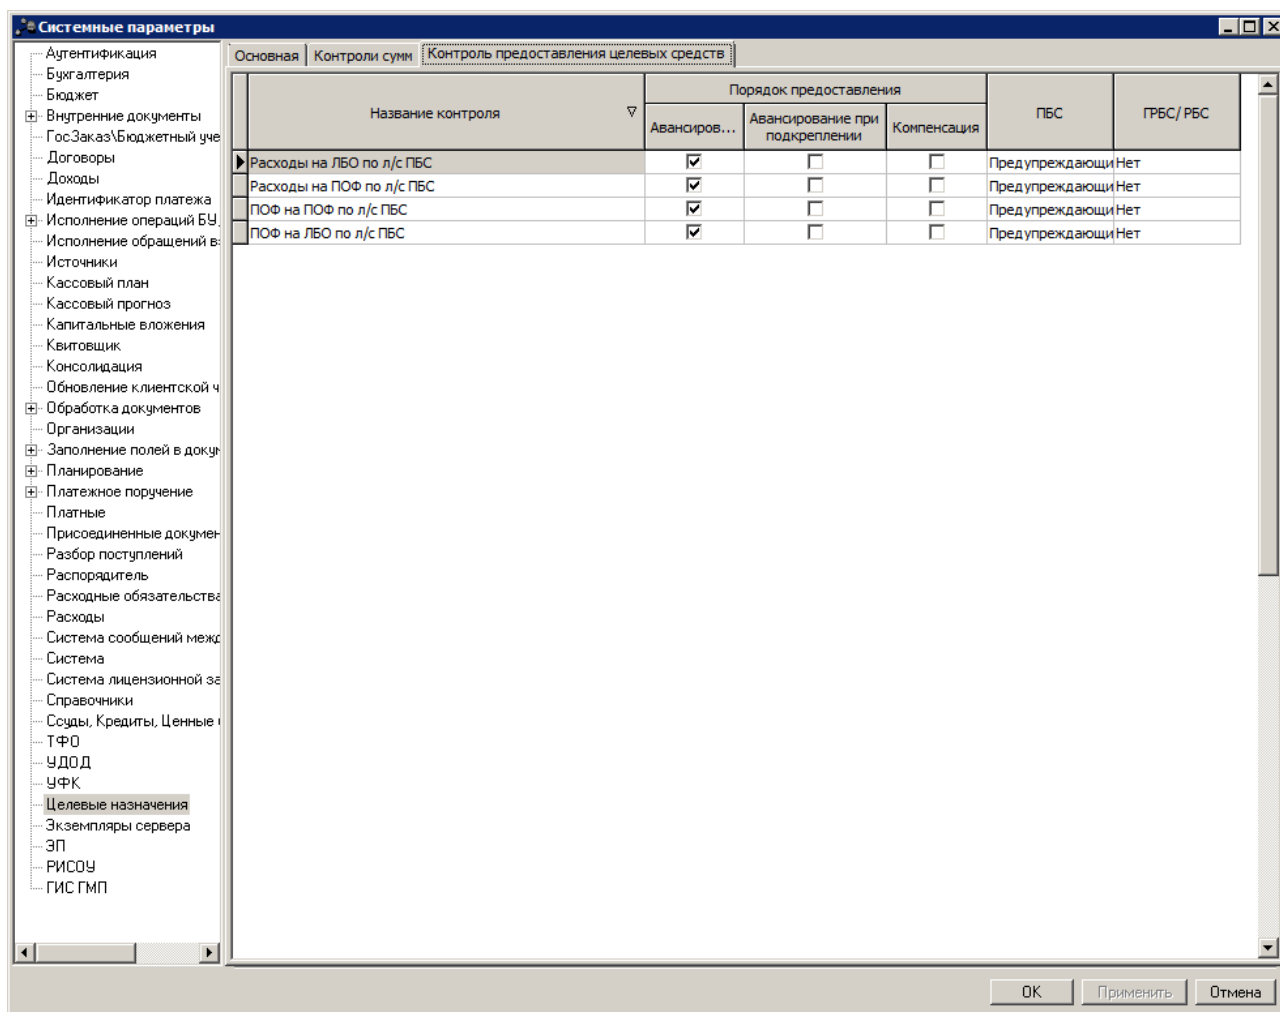 Системные параметры
Аутентификация
Бухгалтерия
Бюджет
Внутренние документы
ГосЗаказ\Бюджетный уче
Договоры
Доходы
Идентификатор платежа
Исполнение операций БУ,
Исполнение обращений в
Источники
Кассовый план
Кассовый прогноз
Капитальные вложения
Квитовщик
Консолидация
Обновление клиентской ч
Обработка документов
Организации
Заполнение полей в докум
Планирование
Платежное поручение
Платные
Присоединенные докумен
Разбор поступлений
Распорядитель
Расходные обязательства
Расходы
Система сообщений межд
Система
Система лицензионной за
Справочники
Ссуды, Кредиты, Ценные
ТФО
УДОД
УФК
Целевые назначения
Экземпляры сервера
ЭП
РИСОУ
ГИС ГМП
Основная Контроли сумм Контроль предоставления целевых средств
Название контроля Порядок предоставления ПБС ГРБС/ РБС
Авансиров... Авансирование при подкреплении Компенсация
Расходы на ЛБО по л/с ПБС Предупреждающи Нет
Расходы на ПОФ по л/с ПБС Предупреждающи Нет
ПОФ на ПОФ по л/с ПБС Предупреждающи Нет
ПОФ на ЛБО по л/с ПБС Предупреждающи Нет
OK Применить Отмена